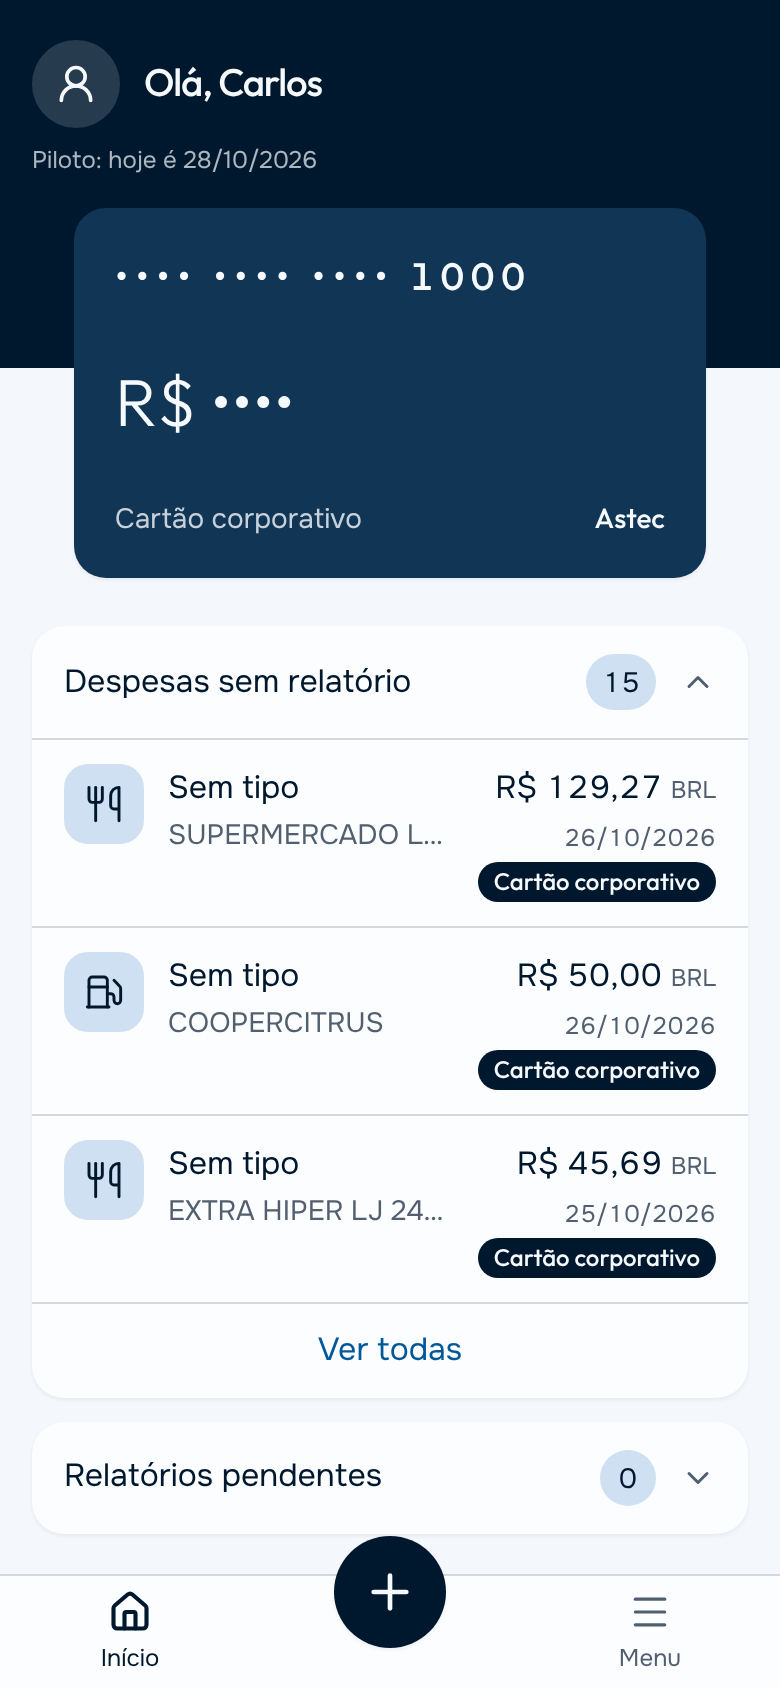 Olá, Carlos
Piloto: hoje é 28/10/2026
•••• •••• •••• 1000
R$ ••••
Cartão corporativo
Astec
Despesas sem relatório
15
Sem tipo
R$ 129,27 BRL
SUPERMERCADO L...
26/10/2026
Cartão corporativo
Sem tipo
R$ 50,00 BRL
COOPERCITRUS
26/10/2026
Cartão corporativo
Sem tipo
R$ 45,69 BRL
EXTRA HIPER LJ 24...
25/10/2026
Cartão corporativo
Ver todas
Relatórios pendentes
0
Início
Menu